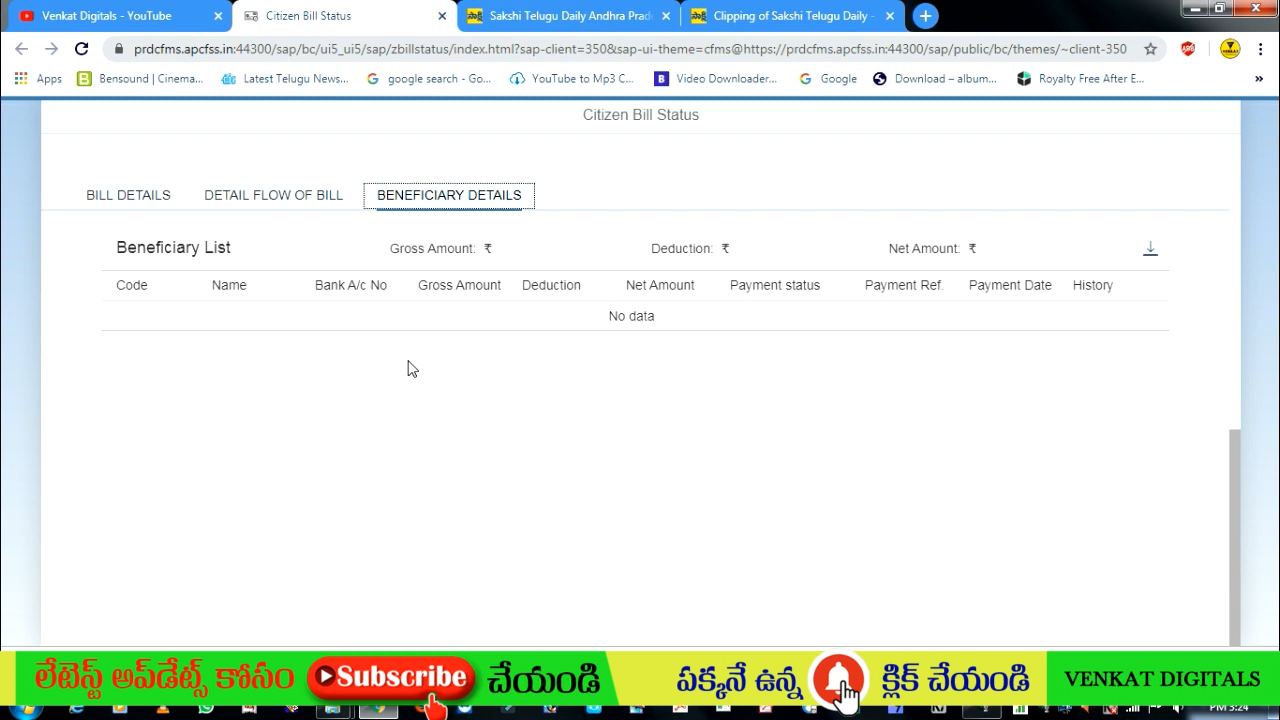 Venkat Digitals - YouTube
Citizen Bill Status
Sakshi Telugu Daily Andhra Prad
Clipping of Sakshi Telugu Daily -
prdcfms.apcfss.in:44300/sap/bc/ui5_ui5/sap/zbillstatus/index.html?sap-client=350&sap-ui-theme=cfms@https://prdcfms.apcfss.in:44300/sap/public/bc/themes/~client-350
Apps
Bensound | Cinema...
Latest Telugu News...
google search - Go...
YouTube to Mp3 C...
Video Downloader...
Google
Download – album...
Royalty Free After E...
»
Citizen Bill Status
BILL DETAILS
DETAIL FLOW OF BILL
BENEFICIARY DETAILS
Beneficiary List
Gross Amount: ₹
Deduction: ₹
Net Amount: ₹
Code Name Bank A/c No Gross Amount Deduction Net Amount Payment status Payment Ref. Payment Date History
No data
లేటెస్ట్ అప్‌డేట్స్ కోసం Subscribe చేయండి పక్కనే ఉన్న క్లిక్ చేయండి VENKAT DIGITALS
PM 3:24